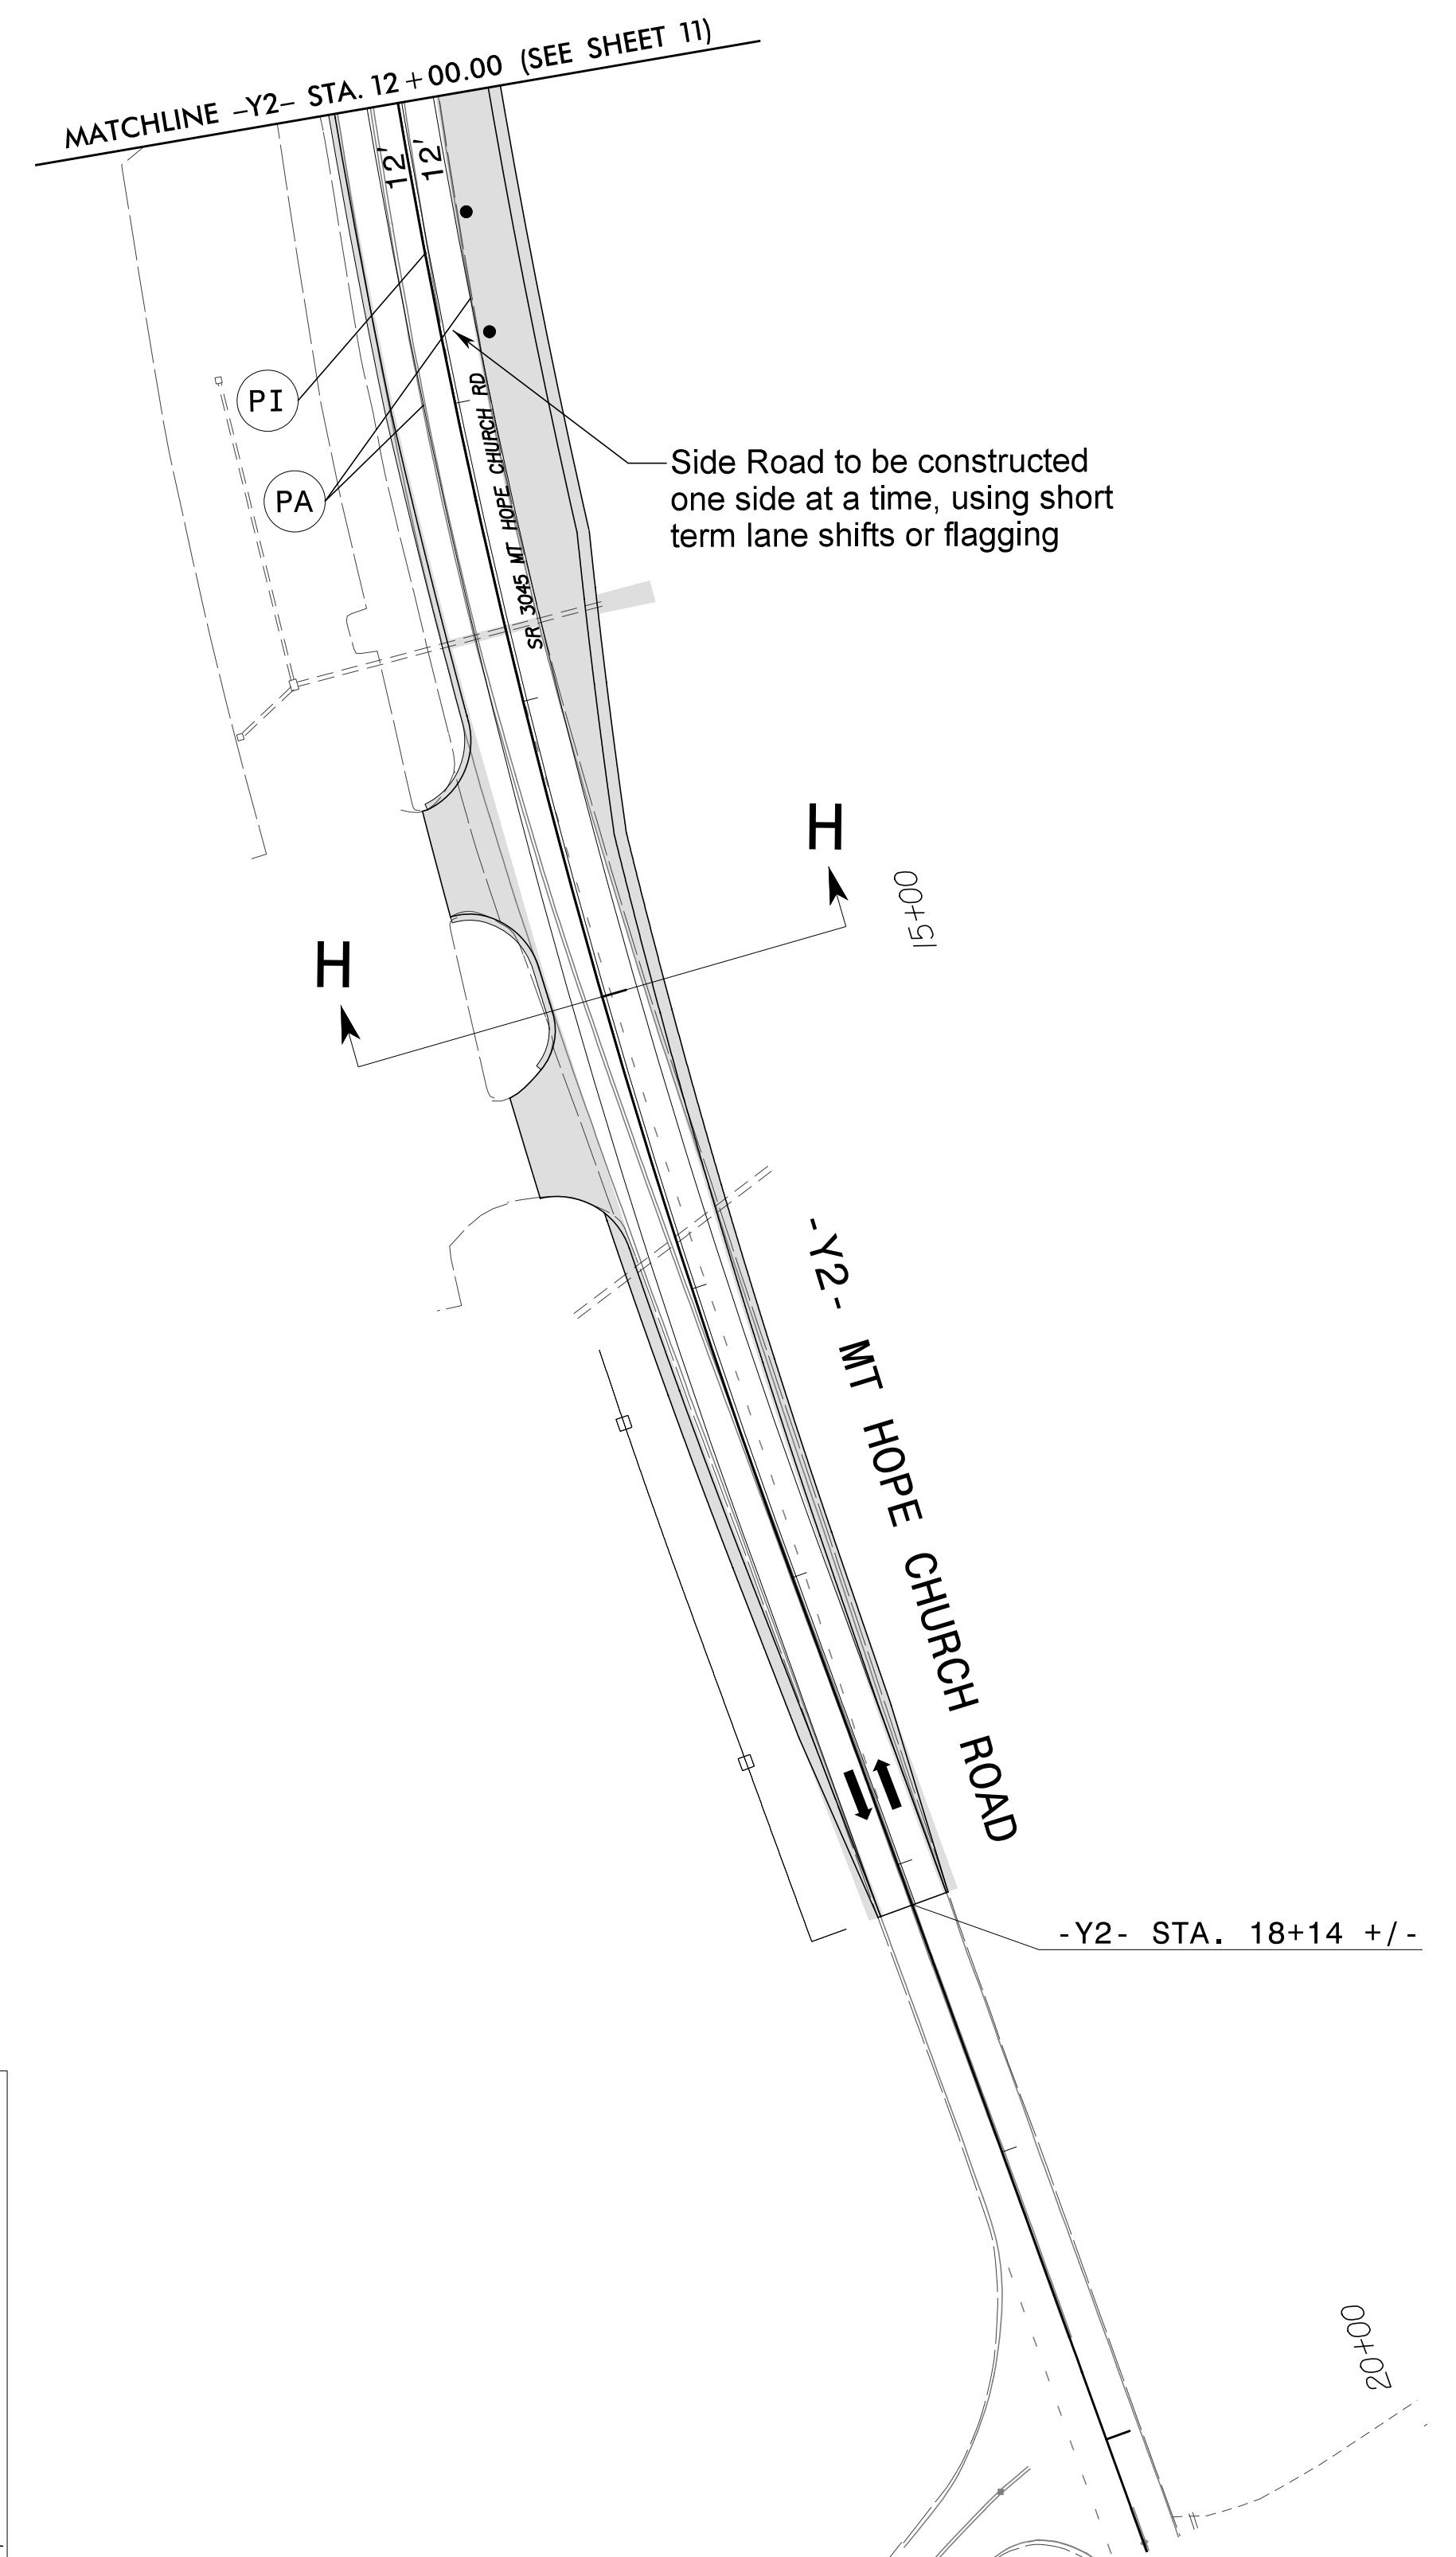 MATCHLINE -Y2- STA. 12+00.00 (SEE SHEET 11)
12'
12'
PI
PA
SR 3045 MT HOPE CHURCH RD
Side Road to be constructed
one side at a time, using short
term lane shifts or flagging
H
H
15+00
-Y2- MT HOPE CHURCH ROAD
-Y2- STA. 18+14 +/-
20+00